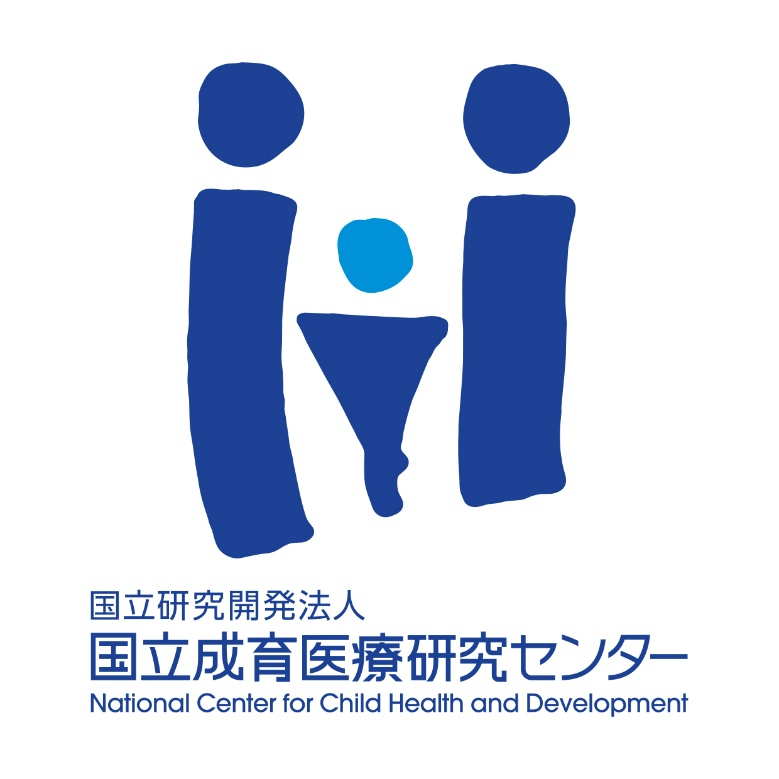 国立研究開発法人
国立成育医療研究センター
National Center for Child Health and Development